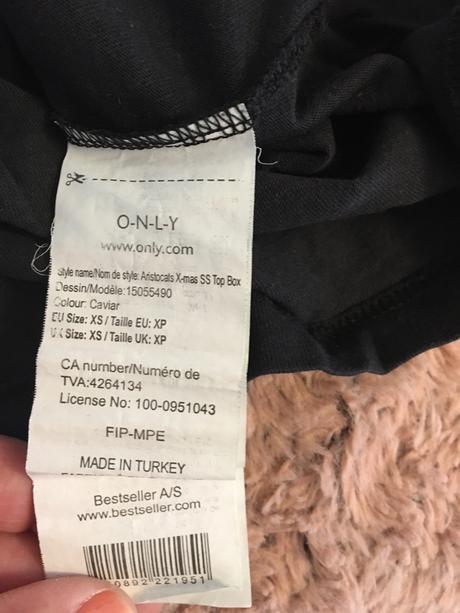 O-N-L-Y
www.only.com
Style name/Nom de style: Aristocats X-mas SS Top Box
Dessin/Modèle:15055490
Colour: Caviar
EU Size: XS / Taille EU: XP
UK Size: XS / Taille UK: XP
CA number/Numéro de
TVA:4264134
License No: 100-0951043
FIP-MPE
MADE IN TURKEY
Bestseller A/S
www.bestseller.com
0892 221951